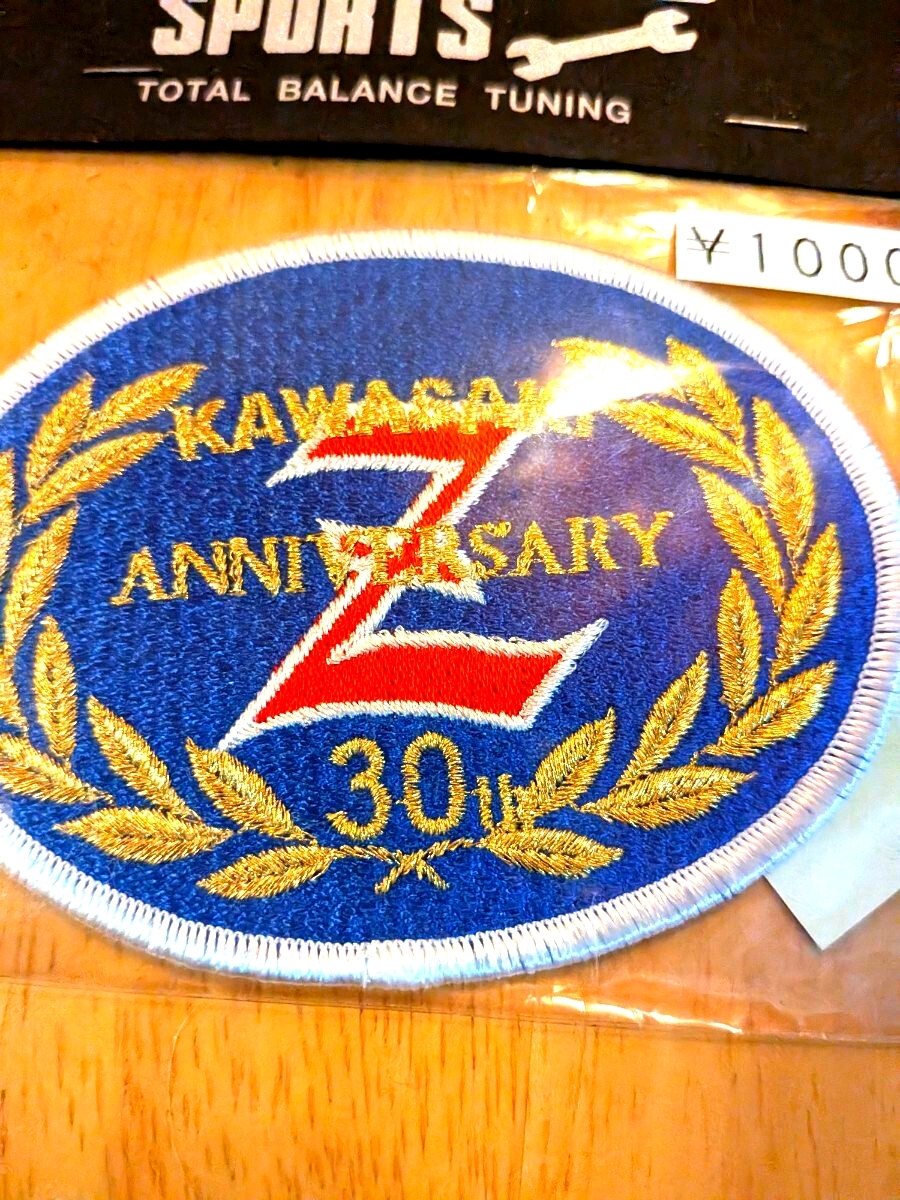 SPORTS
TOTAL BALANCE TUNING
¥1000
KAWASAKI
Z
ANNIVERSARY
30th